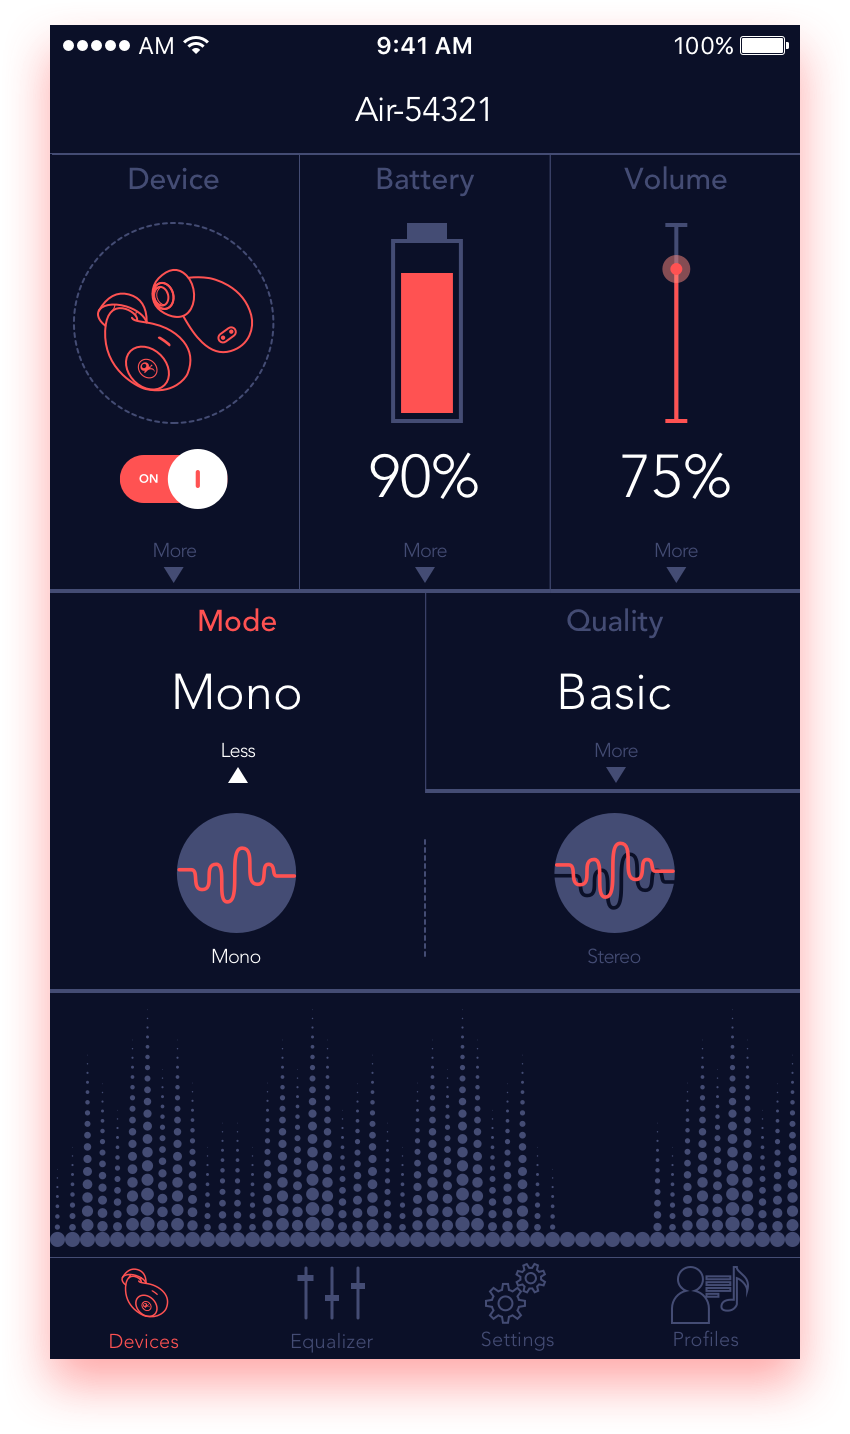 AM 9:41 AM 100%
Air-54321
Device Battery Volume
ON
90% 75%
More More More
Mode Quality
Mono Basic
Less More
Mono Stereo
Devices Equalizer Settings Profiles